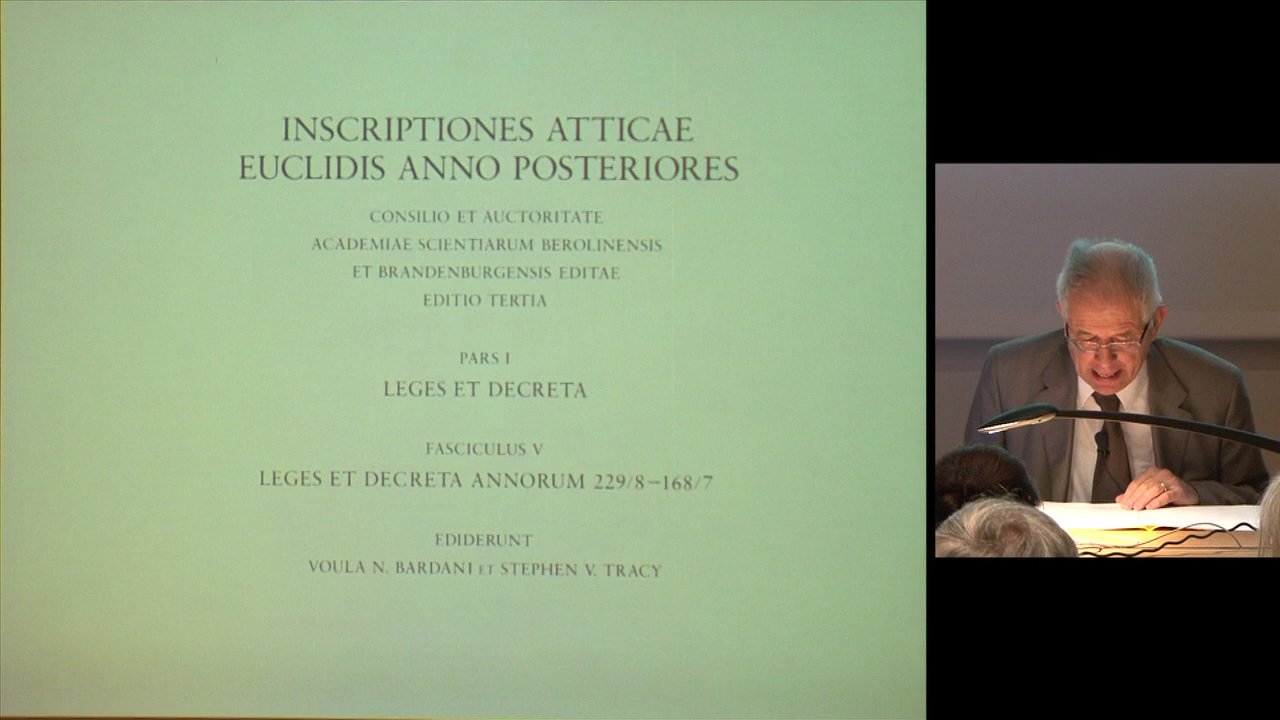 INSCRIPTIONES ATTICAE
EUCLIDIS ANNO POSTERIORES
CONSILIO ET AUCTORITATE
ACADEMIAE SCIENTIARUM BEROLINENSIS
ET BRANDENBURGENSIS EDITAE
EDITIO TERTIA
PARS I
LEGES ET DECRETA
FASCICULUS V
LEGES ET DECRETA ANNORUM 229/8–168/7
EDIDERUNT
VOULA N. BARDANI ET STEPHEN V. TRACY